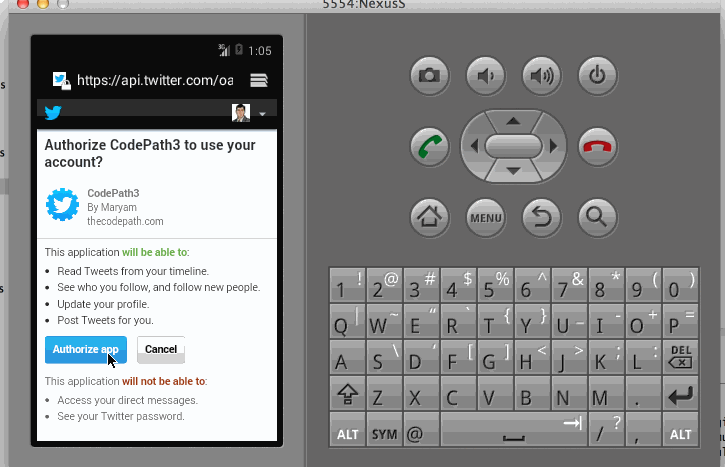 5554:NexusS
3G 1:05
https://api.twitter.com/oa
Authorize CodePath3 to use your
account?
CodePath3
By Maryam
thecodepath.com
This application will be able to:
• Read Tweets from your timeline.
• See who you follow, and follow new people.
• Update your profile.
• Post Tweets for you.
Authorize app Cancel
This application will not be able to:
• Access your direct messages.
• See your Twitter password.
MENU
1 ! 2 @ 3 # 4 $ 5 % 6 ^ 7 & 8 * 9 ( 0 )
Q | W ~ E “ R ` T { Y } U _ I - O + P =
A S \ D ‘ F [ G ] H < J > K ; L : DEL
Z X C V B N M .
ALT SYM @ / ? , ALT